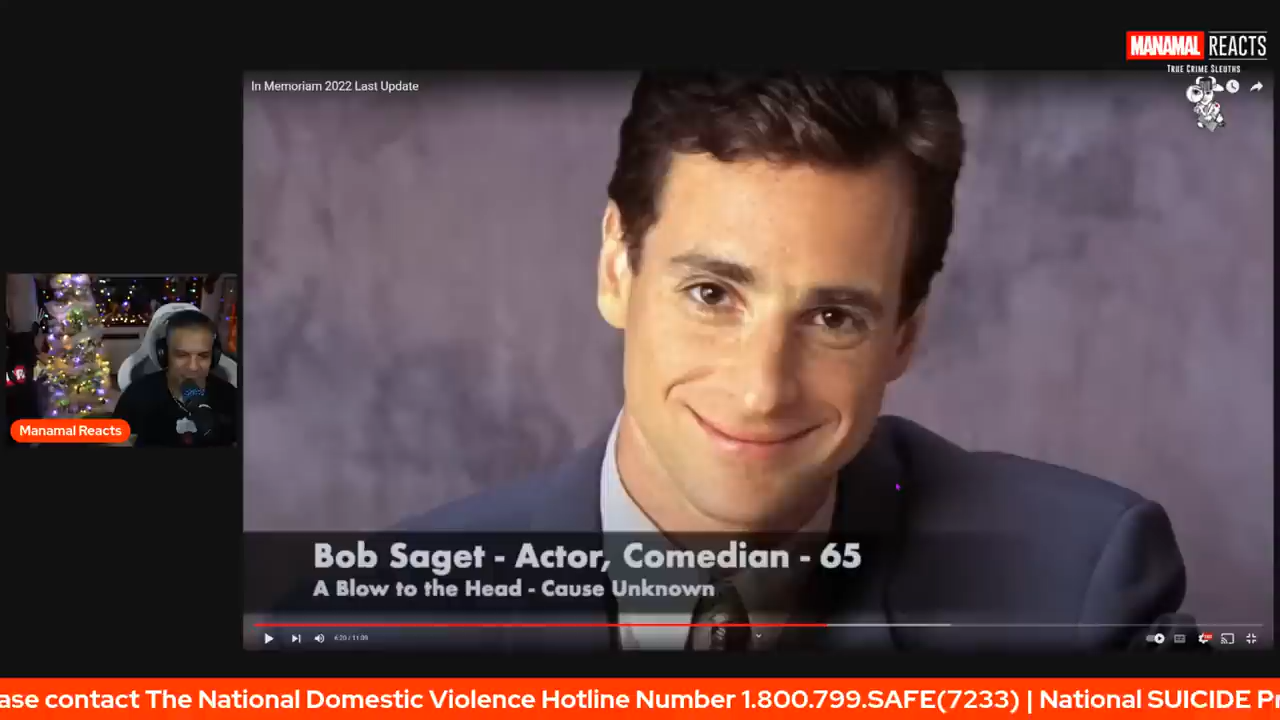 MANAMAL REACTS
TRUE CRIME SLEUTHS
In Memoriam 2022 Last Update
Manamal Reacts
Bob Saget - Actor, Comedian - 65
A Blow to the Head - Cause Unknown
6:20 / 11:09
ase contact The National Domestic Violence Hotline Number 1.800.799.SAFE(7233) | National SUICIDE Pr